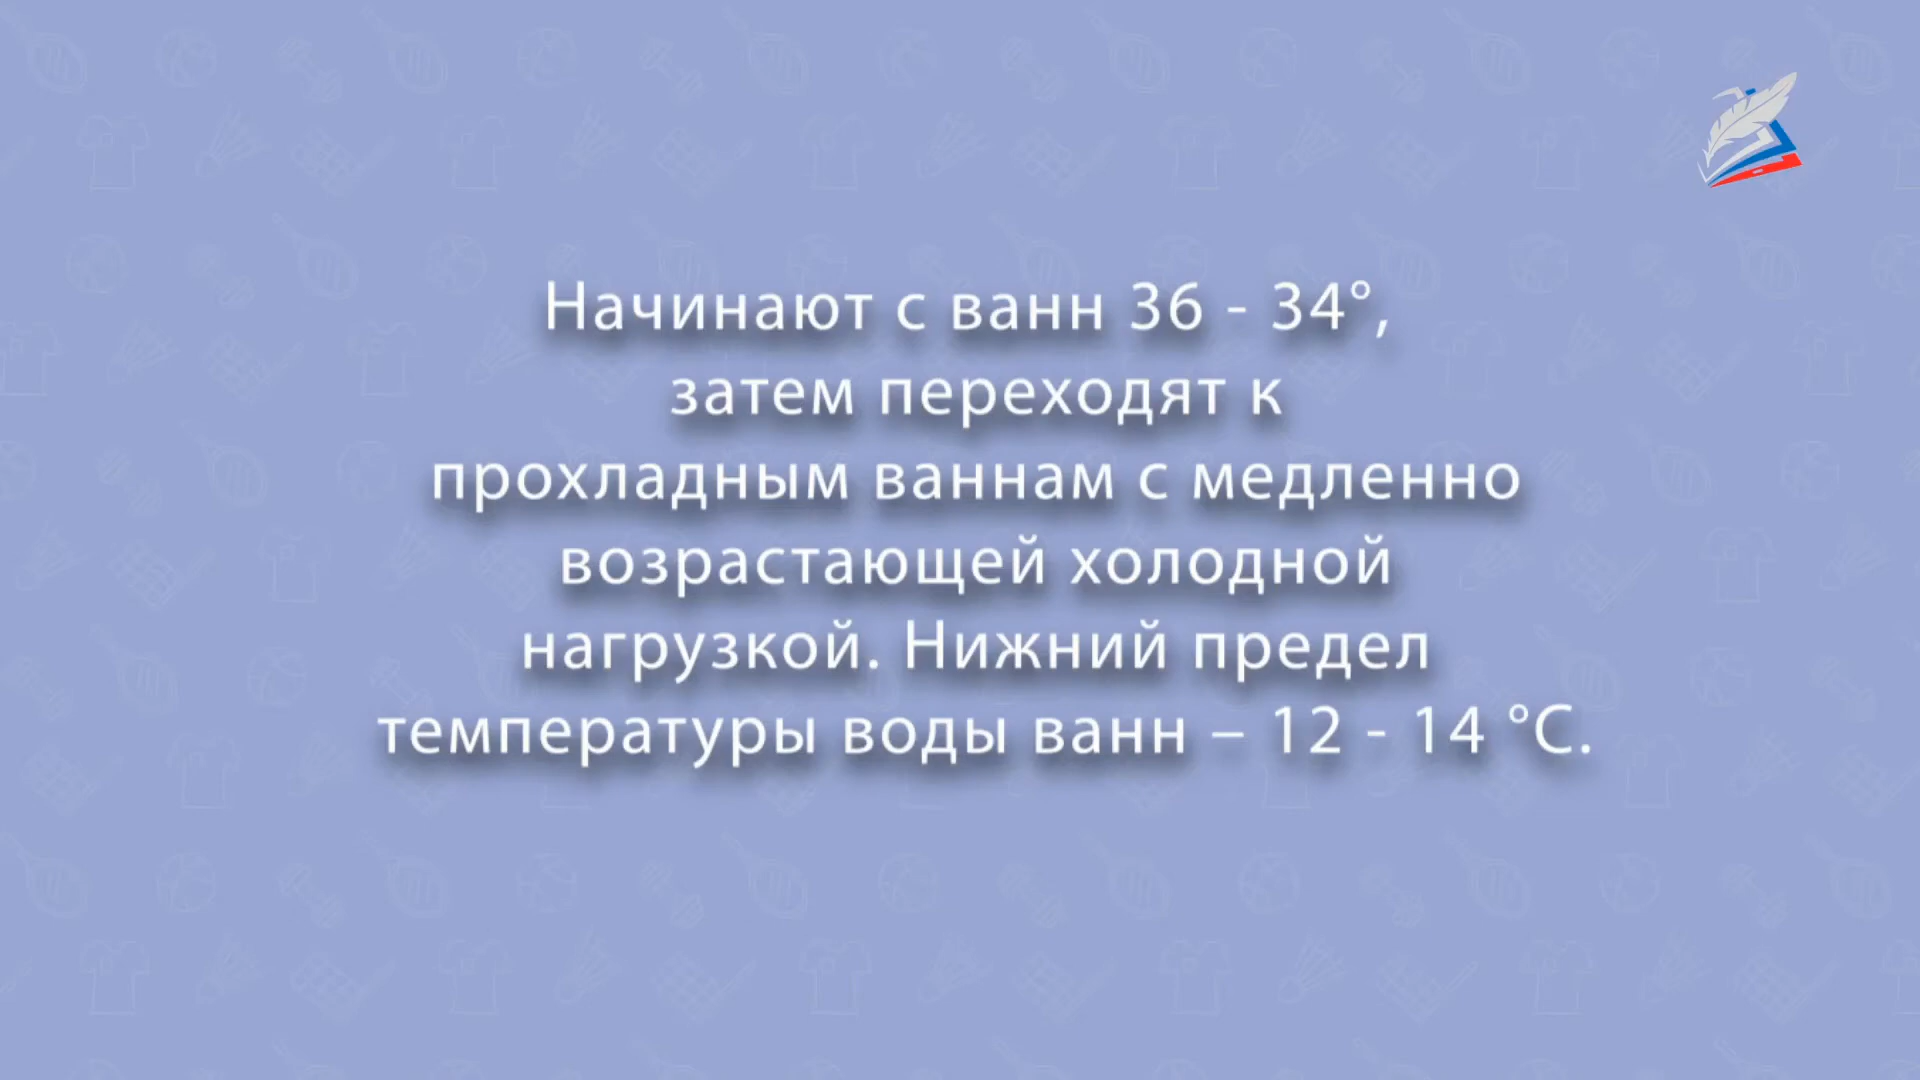 Начинают с ванн 36 - 34°,
затем переходят к
прохладным ваннам с медленно
возрастающей холодной
нагрузкой. Нижний предел
температуры воды ванн – 12 - 14 °С.